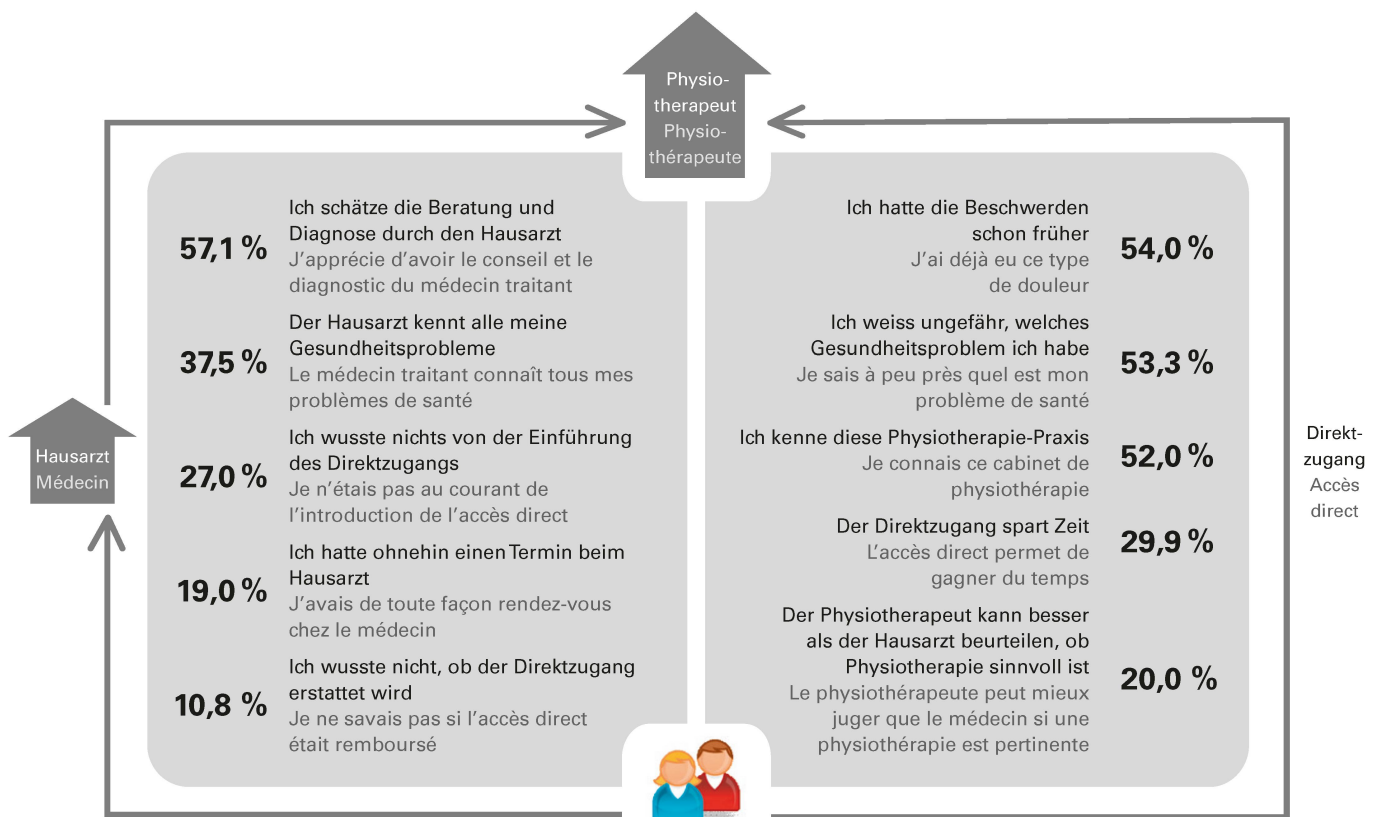 Physio-
therapeut
Physio-
thérapeute
57,1 %
Ich schätze die Beratung und
Diagnose durch den Hausarzt
J’apprécie d’avoir le conseil et le
diagnostic du médecin traitant
37,5 %
Der Hausarzt kennt alle meine
Gesundheitsprobleme
Le médecin traitant connaît tous mes
problèmes de santé
27,0 %
Ich wusste nichts von der Einführung
des Direktzugangs
Je n’étais pas au courant de
l’introduction de l’accès direct
19,0 %
Ich hatte ohnehin einen Termin beim
Hausarzt
J’avais de toute façon rendez-vous
chez le médecin
10,8 %
Ich wusste nicht, ob der Direktzugang
erstattet wird
Je ne savais pas si l’accès direct
était remboursé
Hausarzt
Médecin
Ich hatte die Beschwerden
schon früher
J’ai déjà eu ce type
de douleur
54,0 %
Ich weiss ungefähr, welches
Gesundheitsproblem ich habe
Je sais à peu près quel est mon
problème de santé
53,3 %
Ich kenne diese Physiotherapie-Praxis
Je connais ce cabinet de
physiothérapie
52,0 %
Der Direktzugang spart Zeit
L’accès direct permet de
gagner du temps
29,9 %
Der Physiotherapeut kann besser
als der Hausarzt beurteilen, ob
Physiotherapie sinnvoll ist
Le physiothérapeute peut mieux
juger que le médecin si une
physiothérapie est pertinente
20,0 %
Direkt-
zugang
Accès
direct